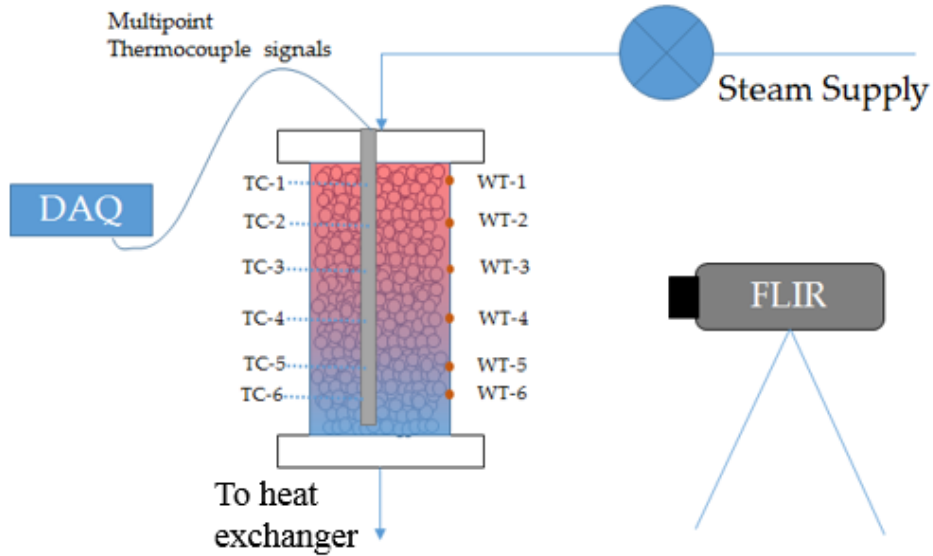 Multipoint
Thermocouple signals
Steam Supply
DAQ
TC-1
WT-1
TC-2
WT-2
TC-3
WT-3
FLIR
TC-4
WT-4
TC-5
WT-5
TC-6
WT-6
To heat
exchanger